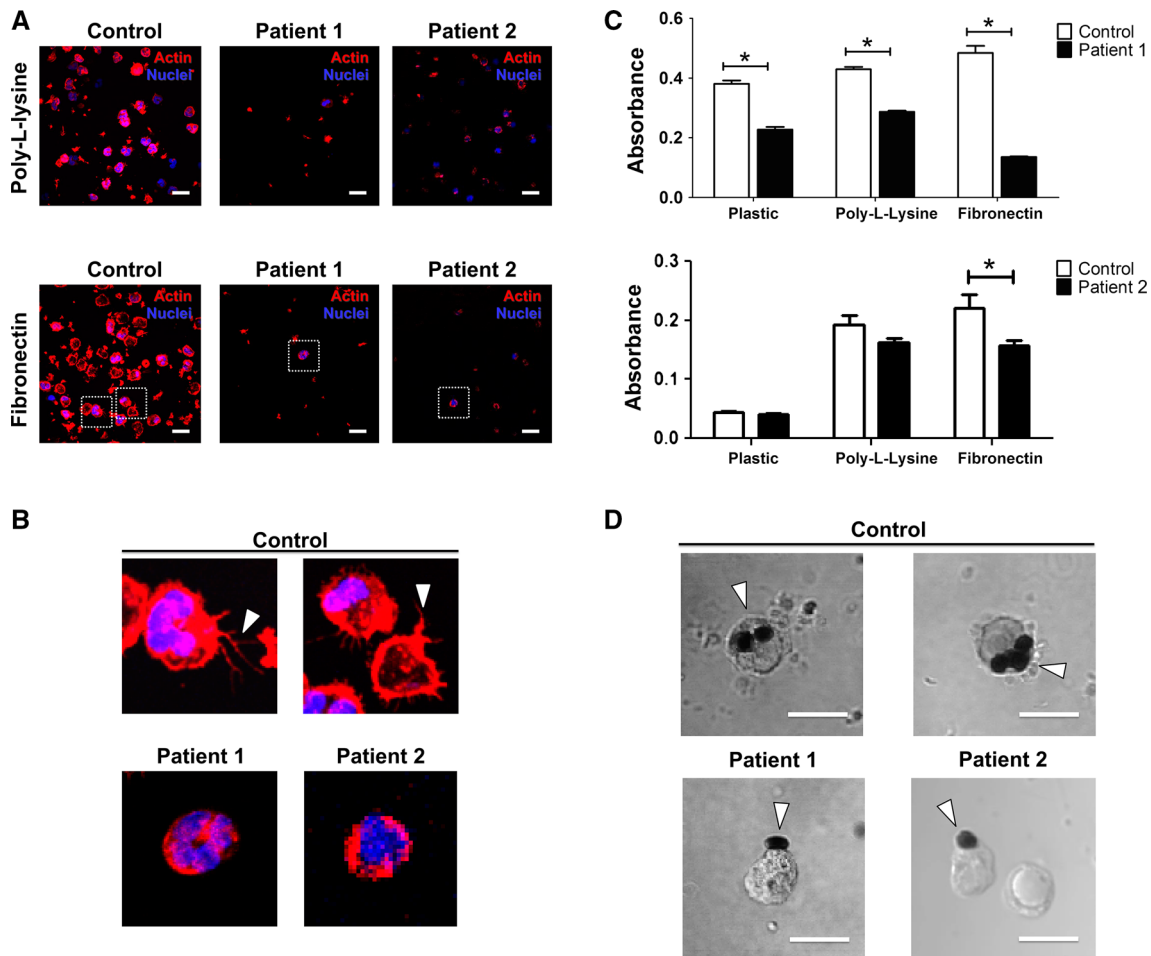 A
Control
Patient 1
Patient 2
Poly-L-lysine
Actin
Nuclei
Actin
Nuclei
Actin
Nuclei
Control
Patient 1
Patient 2
Fibronectin
Actin
Nuclei
Actin
Nuclei
Actin
Nuclei
B
Control
Patient 1
Patient 2
C
Absorbance
0.6
0.4
0.2
0.0
*
*
*
Plastic
Poly-L-Lysine
Fibronectin
Control
Patient 1
Absorbance
0.3
0.2
0.1
0.0
*
Plastic
Poly-L-Lysine
Fibronectin
Control
Patient 2
D
Control
Patient 1
Patient 2